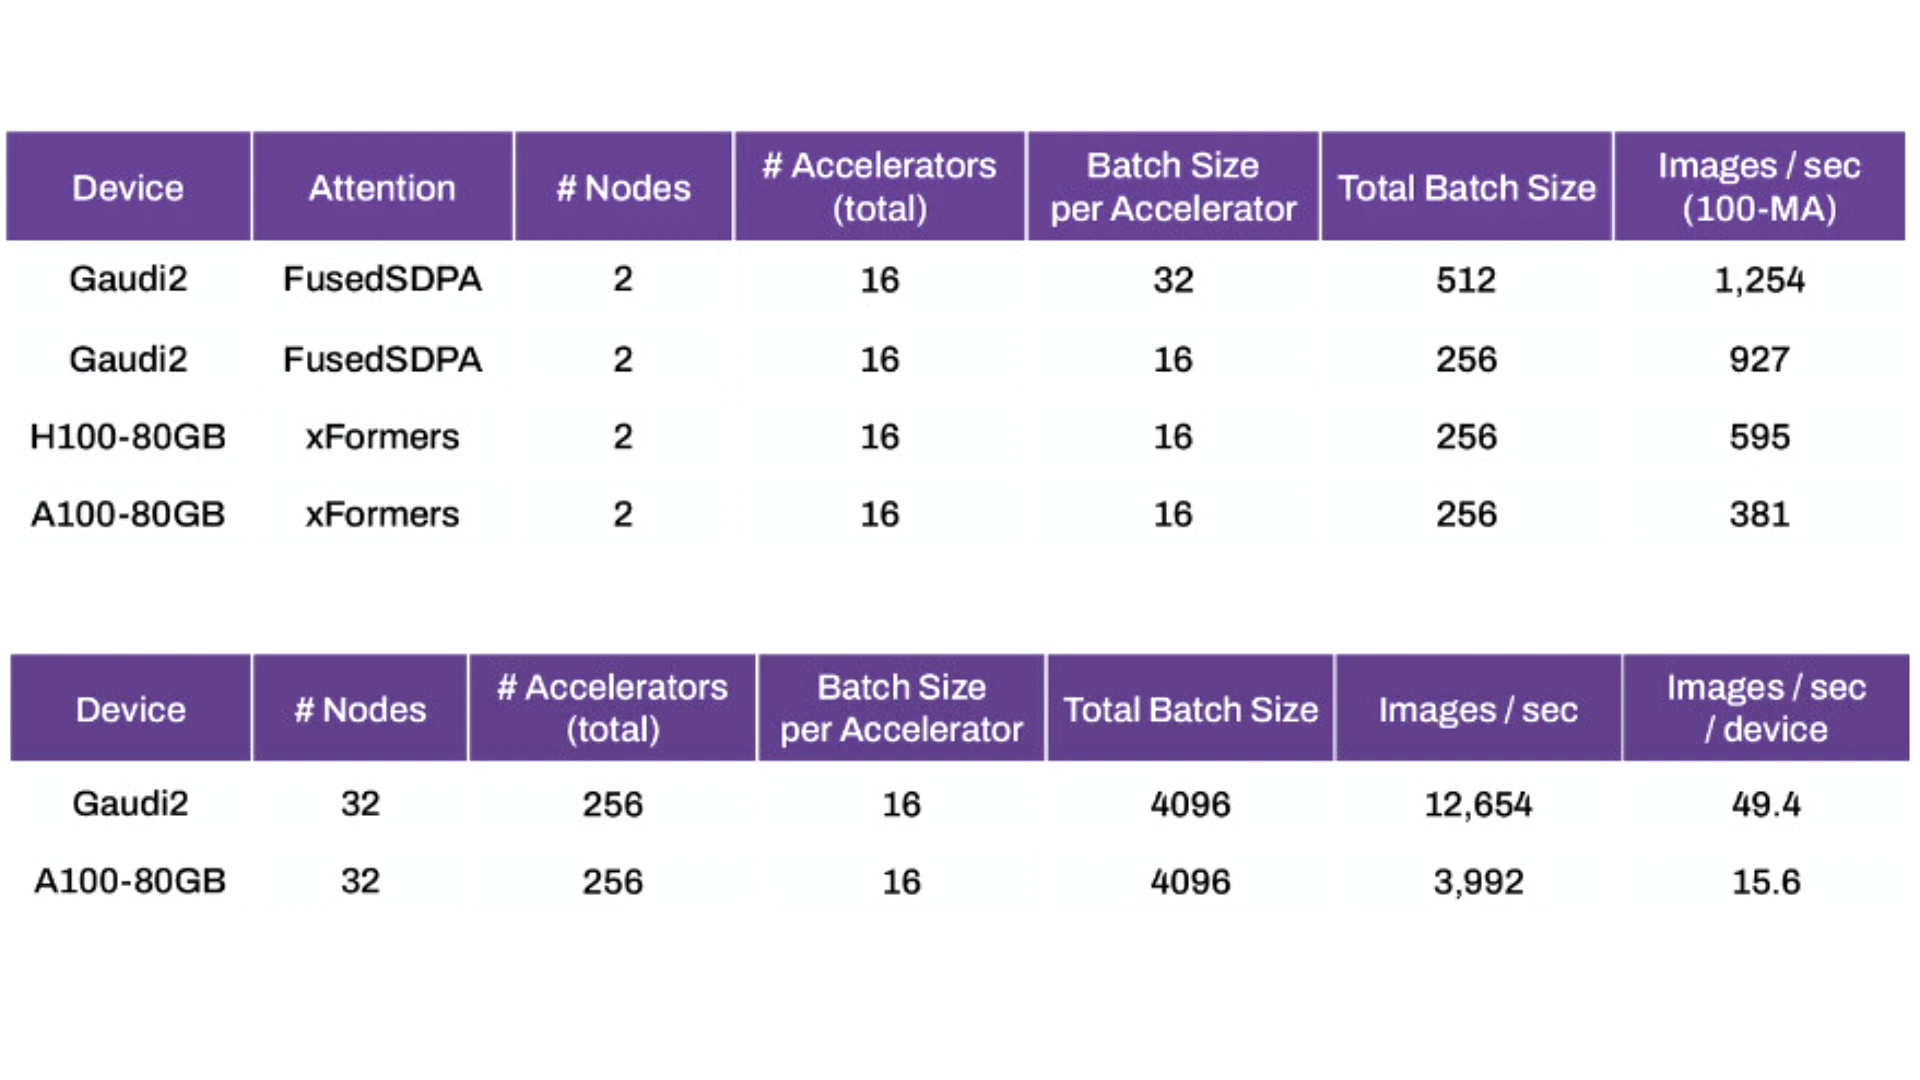 Device Attention # Nodes # Accelerators (total) Batch Size per Accelerator Total Batch Size Images / sec (100-MA)
Gaudi2 FusedSDPA 2 16 32 512 1,254
Gaudi2 FusedSDPA 2 16 16 256 927
H100-80GB xFormers 2 16 16 256 595
A100-80GB xFormers 2 16 16 256 381
Device # Nodes # Accelerators (total) Batch Size per Accelerator Total Batch Size Images / sec Images / sec / device
Gaudi2 32 256 16 4096 12,654 49.4
A100-80GB 32 256 16 4096 3,992 15.6